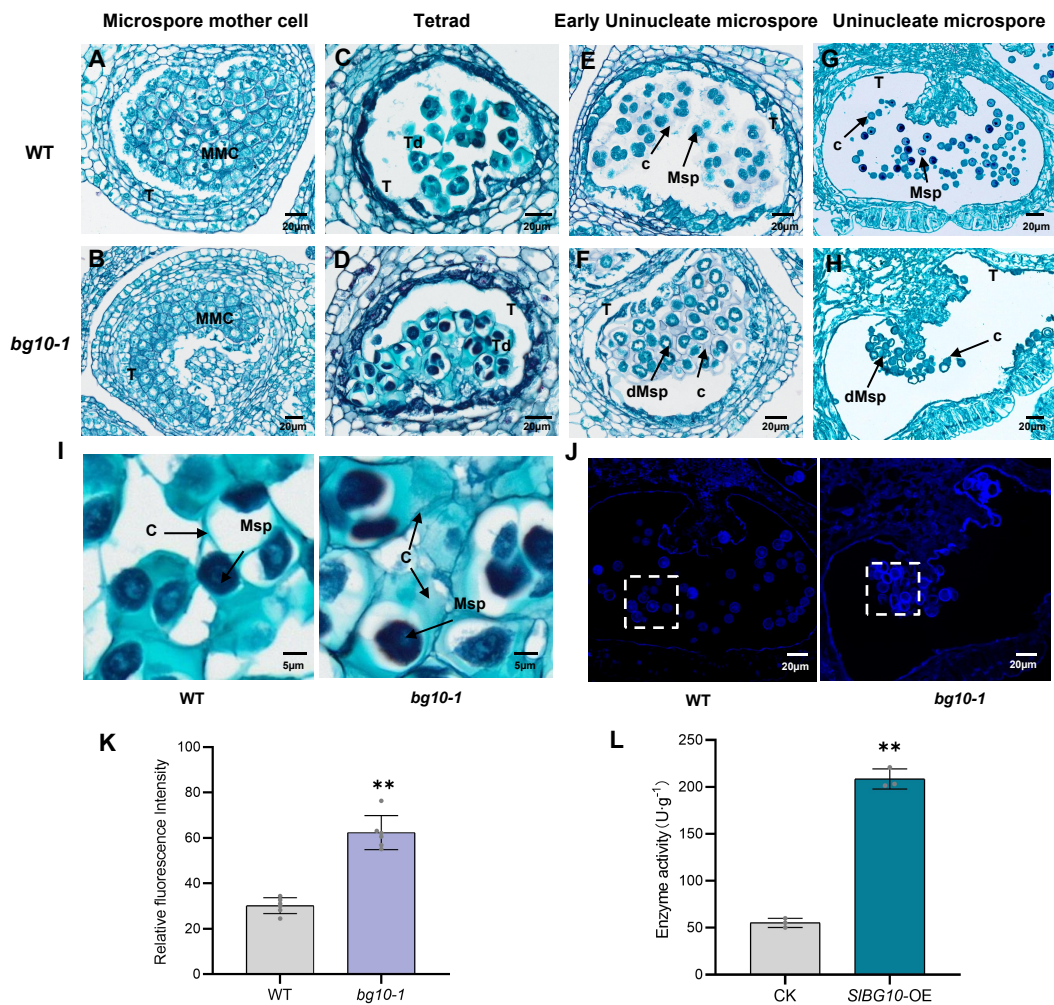 Microspore mother cell Tetrad Early Uninucleate microspore Uninucleate microspore
WT
A
MMC
T
20μm
C
Td
T
20μm
E
T
c
Msp
20μm
G
T
c
Msp
20μm
bg10-1
B
MMC
T
20μm
D
T
Td
20μm
F
T
dMsp
c
20μm
H
T
c
dMsp
20μm
I
C
Msp
5μm
C
Msp
5μm
WT
bg10-1
J
20μm
20μm
WT
bg10-1
K
Relative fluorescence Intensity
100
80
60
40
20
0
**
WT
bg10-1
L
Enzyme activity(U·g⁻¹)
250
200
150
100
50
0
**
CK
SlBG10-OE